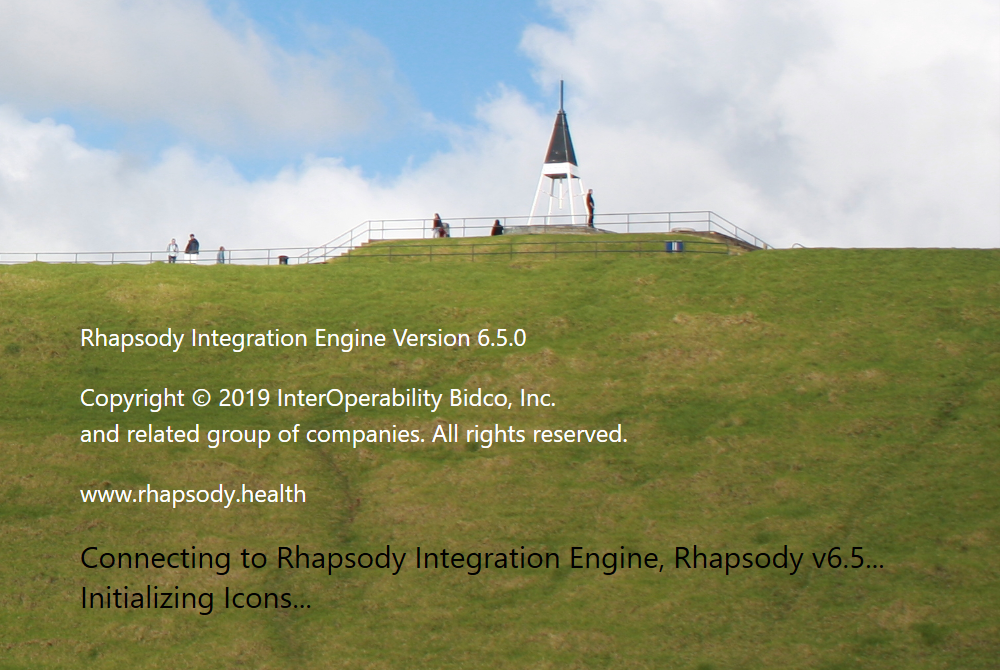 Rhapsody Integration Engine Version 6.5.0
Copyright © 2019 InterOperability Bidco, Inc.
and related group of companies. All rights reserved.
www.rhapsody.health
Connecting to Rhapsody Integration Engine, Rhapsody v6.5...
Initializing Icons...